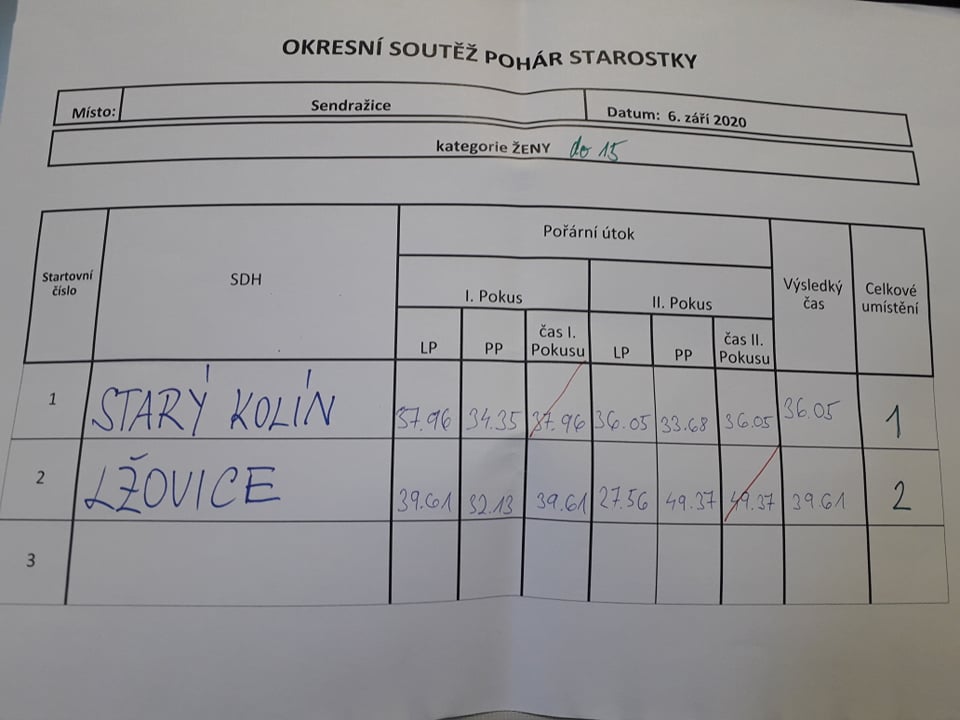 OKRESNÍ SOUTĚŽ POHÁR STAROSTKY
Místo: Sendražice Datum: 6. září 2020
kategorie ŽENY do 15
Startovní číslo SDH Pořární útok Výsledký čas Celkové umístění
I. Pokus II. Pokus
LP PP čas I. Pokusu LP PP čas II. Pokusu
1 STARÝ KOLÍN 37.96 34.35 37.96 36.05 33.68 36.05 36.05 1
2 LŽOVICE 39.61 32.13 39.61 27.56 49.37 49.37 39.61 2
3